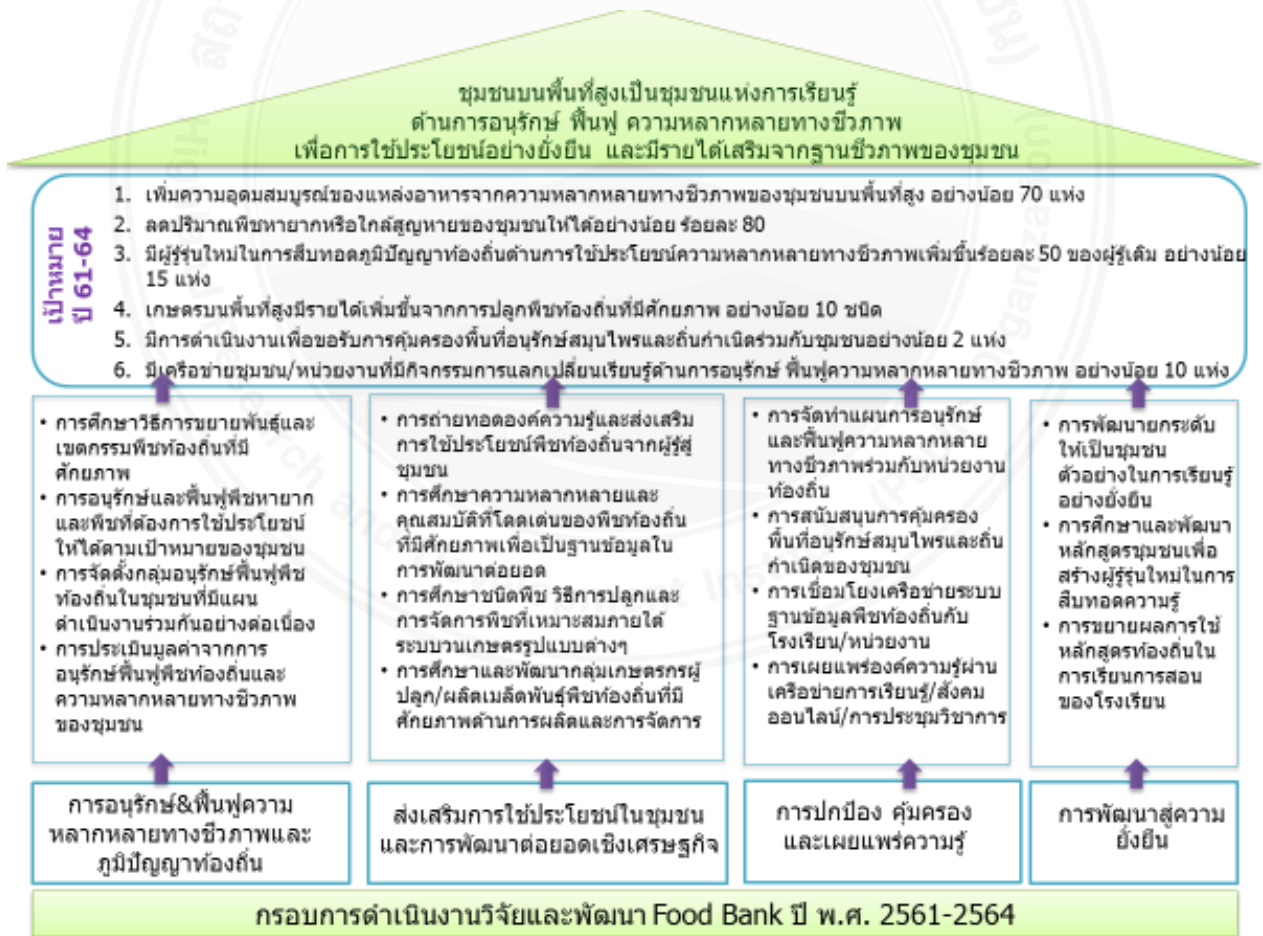 ชุมชนบนพื้นที่สูงเป็นชุมชนแห่งการเรียนรู้
ด้านการอนุรักษ์ ฟื้นฟู ความหลากหลายทางชีวภาพ
เพื่อการใช้ประโยชน์อย่างยั่งยืน และมีรายได้เสริมจากฐานชีวภาพของชุมชน
เป้าหมาย
ปี 61-64
1. เพิ่มความอุดมสมบูรณ์ของแหล่งอาหารจากความหลากหลายทางชีวภาพของชุมชนบนพื้นที่สูง อย่างน้อย 70 แห่ง
2. ลดปริมาณพืชหายากหรือใกล้สูญหายของชุมชนให้ได้อย่างน้อย ร้อยละ 80
3. มีผู้รู้รุ่นใหม่ในการสืบทอดภูมิปัญญาท้องถิ่นด้านการใช้ประโยชน์ความหลากหลายทางชีวภาพเพิ่มขึ้นร้อยละ 50 ของผู้รู้เดิม อย่างน้อย
15 แห่ง
4. เกษตรบนพื้นที่สูงมีรายได้เพิ่มขึ้นจากการปลูกพืชท้องถิ่นที่มีศักยภาพ อย่างน้อย 10 ชนิด
5. มีการดำเนินงานเพื่อขอรับการคุ้มครองพื้นที่อนุรักษ์สมุนไพรและถิ่นกำเนิดร่วมกับชุมชนอย่างน้อย 2 แห่ง
6. มีเครือข่ายชุมชน/หน่วยงานที่มีกิจกรรมการแลกเปลี่ยนเรียนรู้ด้านการอนุรักษ์ ฟื้นฟูความหลากหลายทางชีวภาพ อย่างน้อย 10 แห่ง
• การศึกษาวิธีการขยายพันธุ์และ
เขตกรรมพืชท้องถิ่นที่มี
ศักยภาพ
• การอนุรักษ์และฟื้นฟูพืชหายาก
และพืชที่ต้องการใช้ประโยชน์
ให้ได้ตามเป้าหมายของชุมชน
• การจัดตั้งกลุ่มอนุรักษ์ฟื้นฟูพืช
ท้องถิ่นในชุมชนที่มีแผน
ดำเนินงานร่วมกันอย่างต่อเนื่อง
• การประเมินมูลค่าจากการ
อนุรักษ์ฟื้นฟูพืชท้องถิ่นและ
ความหลากหลายทางชีวภาพ
ของชุมชน
• การถ่ายทอดองค์ความรู้และส่งเสริม
การใช้ประโยชน์พืชท้องถิ่นจากผู้รู้สู่
ชุมชน
• การศึกษาความหลากหลายและ
คุณสมบัติที่โดดเด่นของพืชท้องถิ่น
ที่มีศักยภาพเพื่อเป็นฐานข้อมูลใน
การพัฒนาต่อยอด
• การศึกษาชนิดพืช วิธีการปลูกและ
การจัดการพืชที่เหมาะสมภายใต้
ระบบวนเกษตรรูปแบบต่างๆ
• การศึกษาและพัฒนากลุ่มเกษตรกรผู้
ปลูก/ผลิตเมล็ดพันธุ์พืชท้องถิ่นที่มี
ศักยภาพด้านการผลิตและการจัดการ
• การจัดทำแผนการอนุรักษ์
และฟื้นฟูความหลากหลาย
ทางชีวภาพร่วมกับหน่วยงาน
ท้องถิ่น
• การสนับสนุนการคุ้มครอง
พื้นที่อนุรักษ์สมุนไพรและถิ่น
กำเนิดของชุมชน
• การเชื่อมโยงเครือข่ายระบบ
ฐานข้อมูลพืชท้องถิ่นกับ
โรงเรียน/หน่วยงาน
• การเผยแพร่องค์ความรู้ผ่าน
เครือข่ายการเรียนรู้/สังคม
ออนไลน์/การประชุมวิชาการ
• การพัฒนายกระดับ
ให้เป็นชุมชน
ตัวอย่างในการเรียนรู้
อย่างยั่งยืน
• การศึกษาและพัฒนา
หลักสูตรชุมชนเพื่อ
สร้างผู้รู้รุ่นใหม่ในการ
สืบทอดความรู้
• การขยายผลการใช้
หลักสูตรท้องถิ่นใน
การเรียนการสอน
ของโรงเรียน
การอนุรักษ์&ฟื้นฟูความ
หลากหลายทางชีวภาพและ
ภูมิปัญญาท้องถิ่น
ส่งเสริมการใช้ประโยชน์ในชุมชน
และการพัฒนาต่อยอดเชิงเศรษฐกิจ
การปกป้อง คุ้มครอง
และเผยแพร่ความรู้
การพัฒนาสู่ความ
ยั่งยืน
กรอบการดำเนินงานวิจัยและพัฒนา Food Bank ปี พ.ศ. 2561-2564